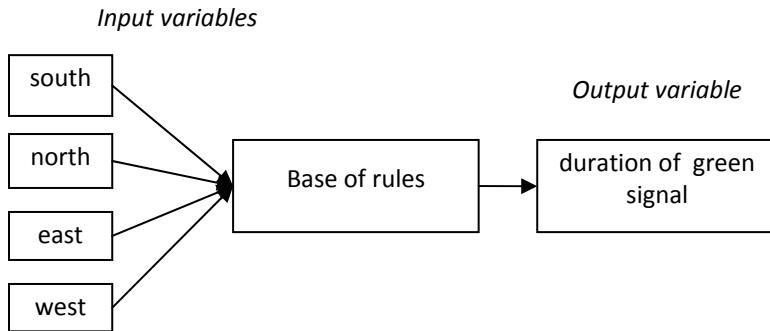 Input variables
south
north
east
west
Base of rules
Output variable
duration of green
signal